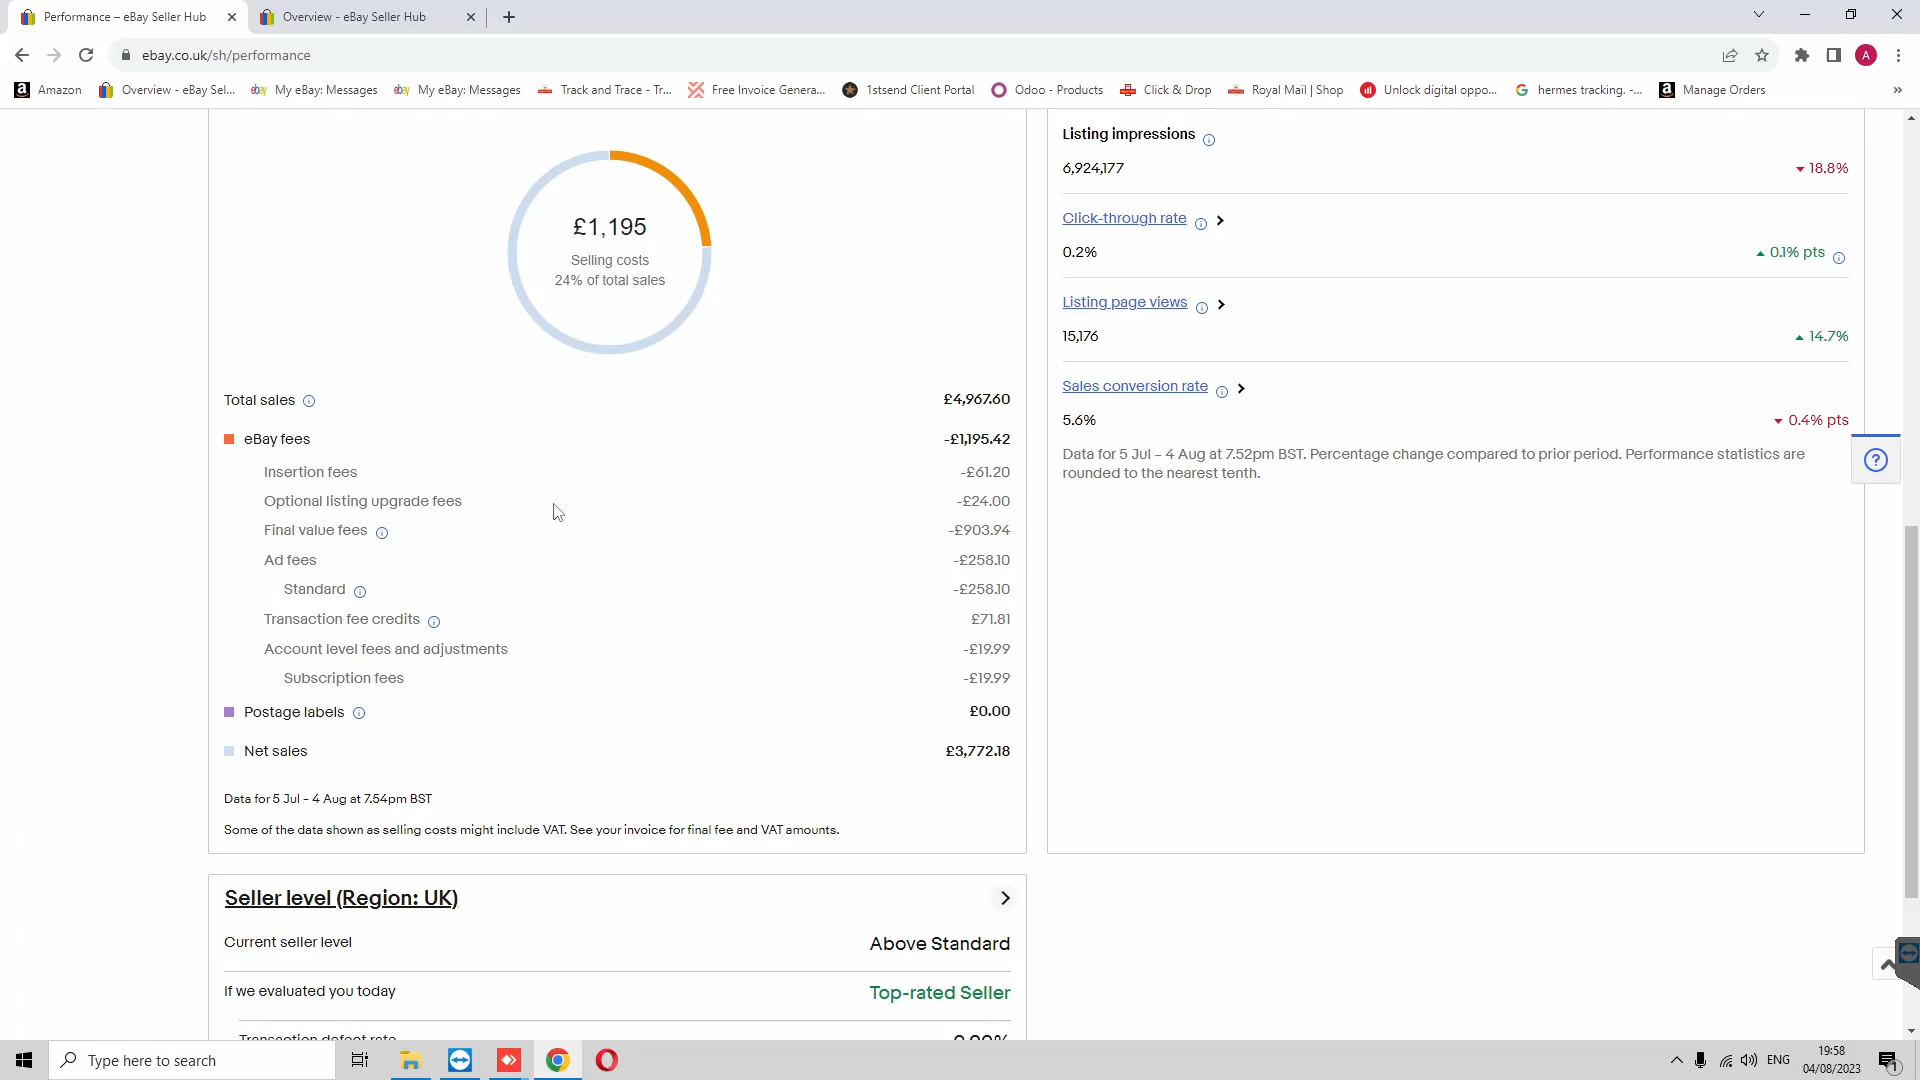 Performance – eBay Seller Hub
Overview - eBay Seller Hub
ebay.co.uk/sh/performance
A
Amazon
Overview - eBay Sel...
My eBay: Messages
My eBay: Messages
Track and Trace - Tr...
Free Invoice Genera...
1stsend Client Portal
Odoo - Products
Click & Drop
Royal Mail | Shop
Unlock digital oppo...
hermes tracking. -...
Manage Orders
£1,195
Selling costs
24% of total sales
Total sales £4,967.60
eBay fees -£1,195.42
Insertion fees -£61.20
Optional listing upgrade fees -£24.00
Final value fees -£903.94
Ad fees -£258.10
Standard -£258.10
Transaction fee credits £71.81
Account level fees and adjustments -£19.99
Subscription fees -£19.99
Postage labels £0.00
Net sales £3,772.18
Data for 5 Jul – 4 Aug at 7.54pm BST
Some of the data shown as selling costs might include VAT. See your invoice for final fee and VAT amounts.
Listing impressions
6,924,177 18.8%
Click-through rate
0.2% 0.1% pts
Listing page views
15,176 14.7%
Sales conversion rate
5.6% 0.4% pts
Data for 5 Jul – 4 Aug at 7.52pm BST. Percentage change compared to prior period. Performance statistics are
rounded to the nearest tenth.
Seller level (Region: UK)
Current seller level Above Standard
If we evaluated you today Top-rated Seller
Transaction defect rate
Type here to search
ENG
19:58
04/08/2023
1